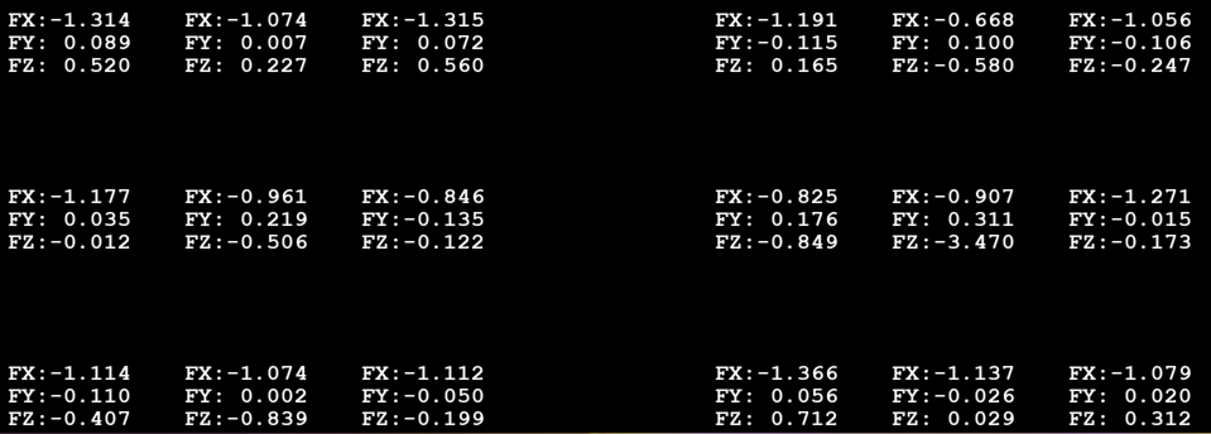 FX:-1.314 FX:-1.074 FX:-1.315 FX:-1.191 FX:-0.668 FX:-1.056
FY: 0.089 FY: 0.007 FY: 0.072 FY:-0.115 FY: 0.100 FY:-0.106
FZ: 0.520 FZ: 0.227 FZ: 0.560 FZ: 0.165 FZ:-0.580 FZ:-0.247
FX:-1.177 FX:-0.961 FX:-0.846 FX:-0.825 FX:-0.907 FX:-1.271
FY: 0.035 FY: 0.219 FY:-0.135 FY: 0.176 FY: 0.311 FY:-0.015
FZ:-0.012 FZ:-0.506 FZ:-0.122 FZ:-0.849 FZ:-3.470 FZ:-0.173
FX:-1.114 FX:-1.074 FX:-1.112 FX:-1.366 FX:-1.137 FX:-1.079
FY:-0.110 FY: 0.002 FY:-0.050 FY: 0.056 FY:-0.026 FY: 0.020
FZ:-0.407 FZ:-0.839 FZ:-0.199 FZ: 0.712 FZ: 0.029 FZ: 0.312